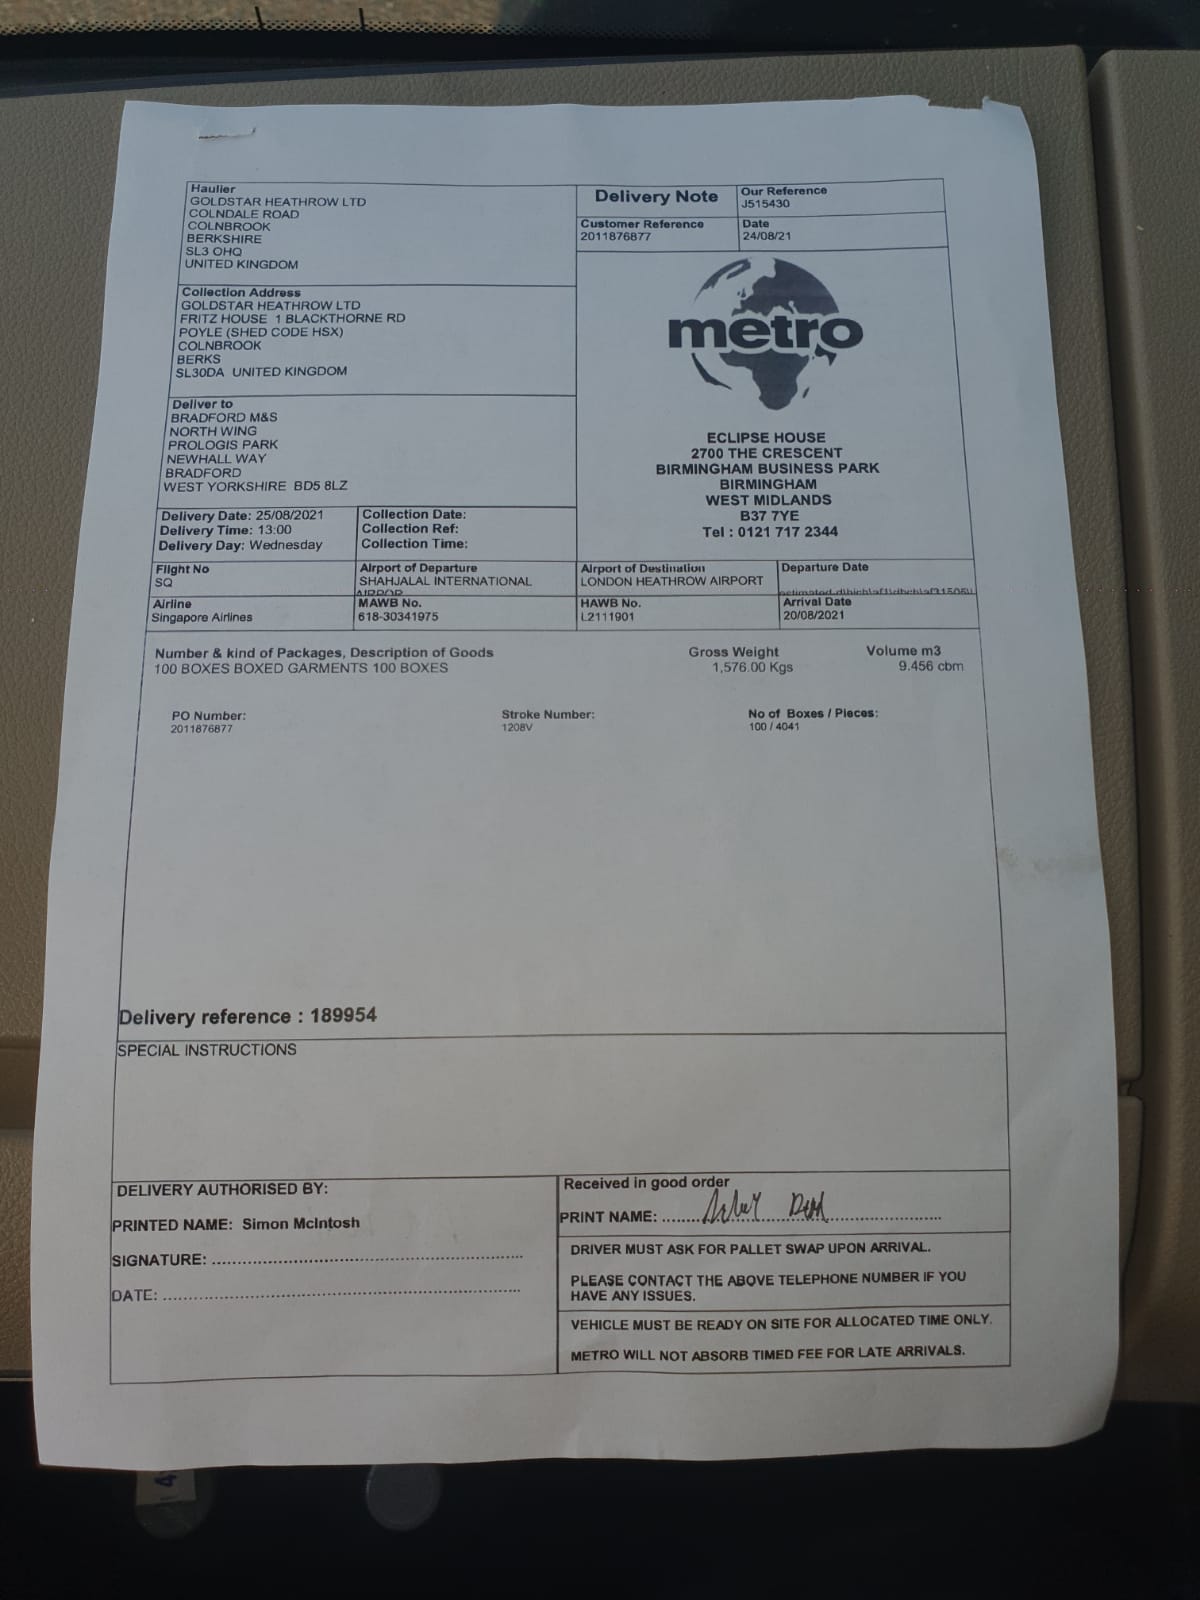 Haulier
GOLDSTAR HEATHROW LTD
COLNDALE ROAD
COLNBROOK
BERKSHIRE
SL3 OHQ
UNITED KINGDOM
Delivery Note
Our Reference
J515430
Customer Reference
2011876877
Date
24/08/21
Collection Address
GOLDSTAR HEATHROW LTD
FRITZ HOUSE 1 BLACKTHORNE RD
POYLE (SHED CODE HSX)
COLNBROOK
BERKS
SL30DA UNITED KINGDOM
metro
ECLIPSE HOUSE
2700 THE CRESCENT
BIRMINGHAM BUSINESS PARK
BIRMINGHAM
WEST MIDLANDS
B37 7YE
Tel : 0121 717 2344
Deliver to
BRADFORD M&S
NORTH WING
PROLOGIS PARK
NEWHALL WAY
BRADFORD
WEST YORKSHIRE BD5 8LZ
Delivery Date: 25/08/2021
Delivery Time: 13:00
Delivery Day: Wednesday
Collection Date:
Collection Ref:
Collection Time:
Flight No
SQ
Airport of Departure
SHAHJALAL INTERNATIONAL
Airport of Destination
LONDON HEATHROW AIRPORT
Departure Date
Airline
Singapore Airlines
MAWB No.
618-30341975
HAWB No.
L2111901
Arrival Date
20/08/2021
Number & kind of Packages, Description of Goods
100 BOXES BOXED GARMENTS 100 BOXES
Gross Weight
1,576.00 Kgs
Volume m3
9.456 cbm
PO Number:
2011876877
Stroke Number:
1208V
No of Boxes / Pieces:
100 / 4041
Delivery reference : 189954
SPECIAL INSTRUCTIONS
DELIVERY AUTHORISED BY:
PRINTED NAME: Simon McIntosh
SIGNATURE:
DATE:
Received in good order
PRINT NAME:
DRIVER MUST ASK FOR PALLET SWAP UPON ARRIVAL.
PLEASE CONTACT THE ABOVE TELEPHONE NUMBER IF YOU
HAVE ANY ISSUES.
VEHICLE MUST BE READY ON SITE FOR ALLOCATED TIME ONLY.
METRO WILL NOT ABSORB TIMED FEE FOR LATE ARRIVALS.